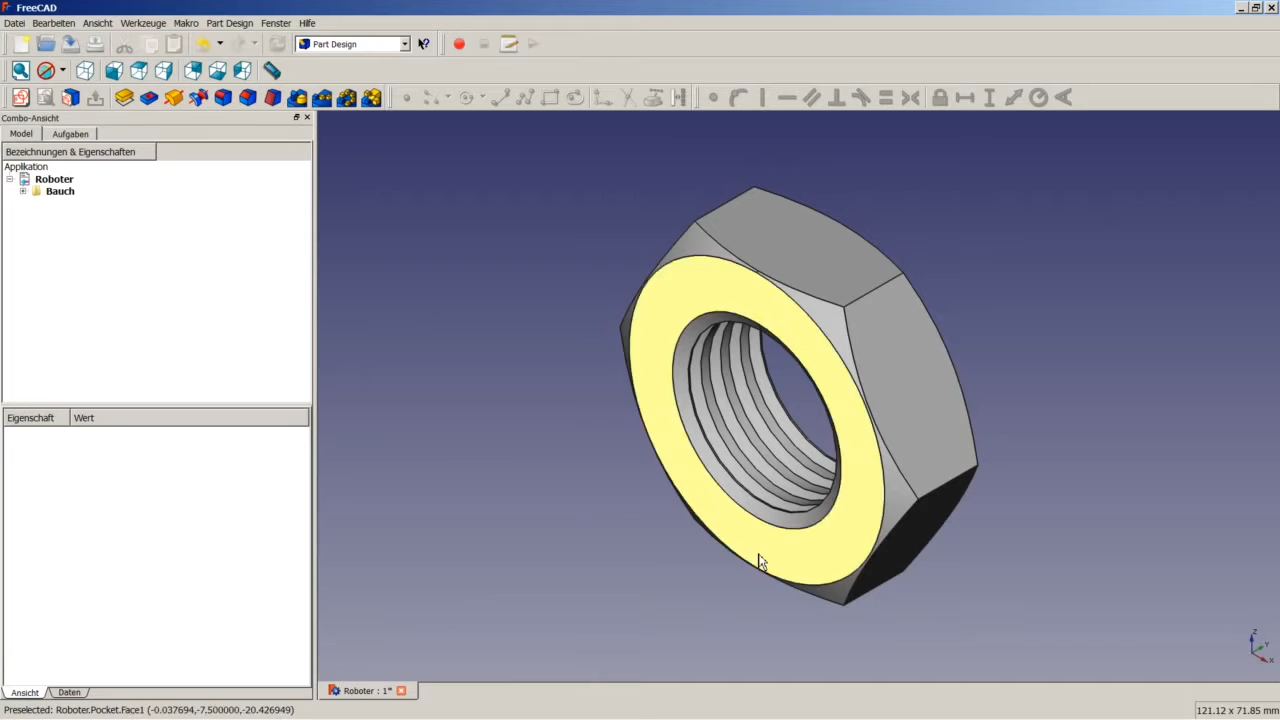 FreeCAD
Datei Bearbeiten Ansicht Werkzeuge Makro Part Design Fenster Hilfe
Part Design
Combo-Ansicht
Model Aufgaben
Bezeichnungen & Eigenschaften
Applikation
Roboter
Bauch
Eigenschaft Wert
Z
Y
X
Ansicht Daten
Roboter : 1*
Preselected: Roboter.Pocket.Face1 (-0.037694,-7.500000,-20.426949)
121.12 x 71.85 mm